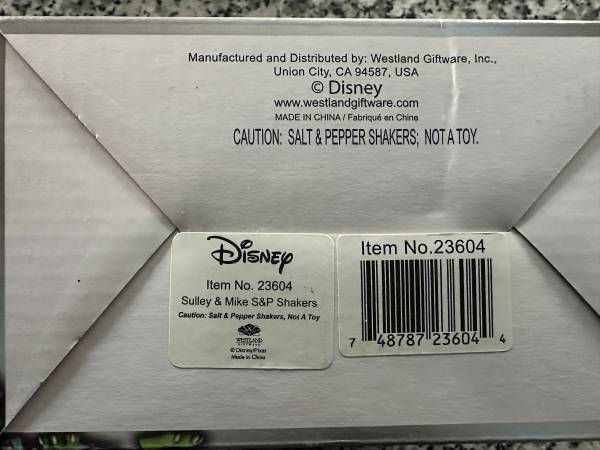 Manufactured and Distributed by: Westland Giftware, Inc.,
Union City, CA 94587, USA
© Disney
www.westlandgiftware.com
MADE IN CHINA / Fabriqué en Chine
CAUTION: SALT & PEPPER SHAKERS; NOT A TOY.
Disney
Item No. 23604
Sulley & Mike S&P Shakers
Caution: Salt & Pepper Shakers, Not A Toy
WESTLAND
GIFTWARE
© Disney/Pixar
Made in China
Item No.23604
7 48787 23604 4